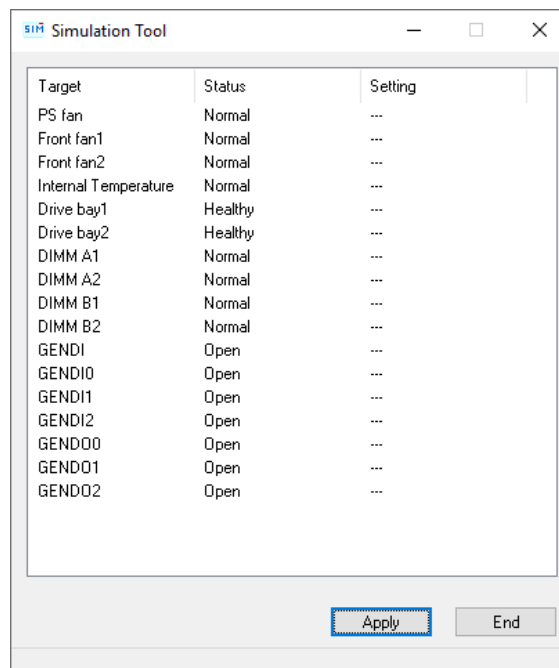 SIM Simulation Tool
Target Status Setting
PS fan Normal ---
Front fan1 Normal ---
Front fan2 Normal ---
Internal Temperature Normal ---
Drive bay1 Healthy ---
Drive bay2 Healthy ---
DIMM A1 Normal ---
DIMM A2 Normal ---
DIMM B1 Normal ---
DIMM B2 Normal ---
GENDI Open ---
GENDI0 Open ---
GENDI1 Open ---
GENDI2 Open ---
GENDO0 Open ---
GENDO1 Open ---
GENDO2 Open ---
Apply End